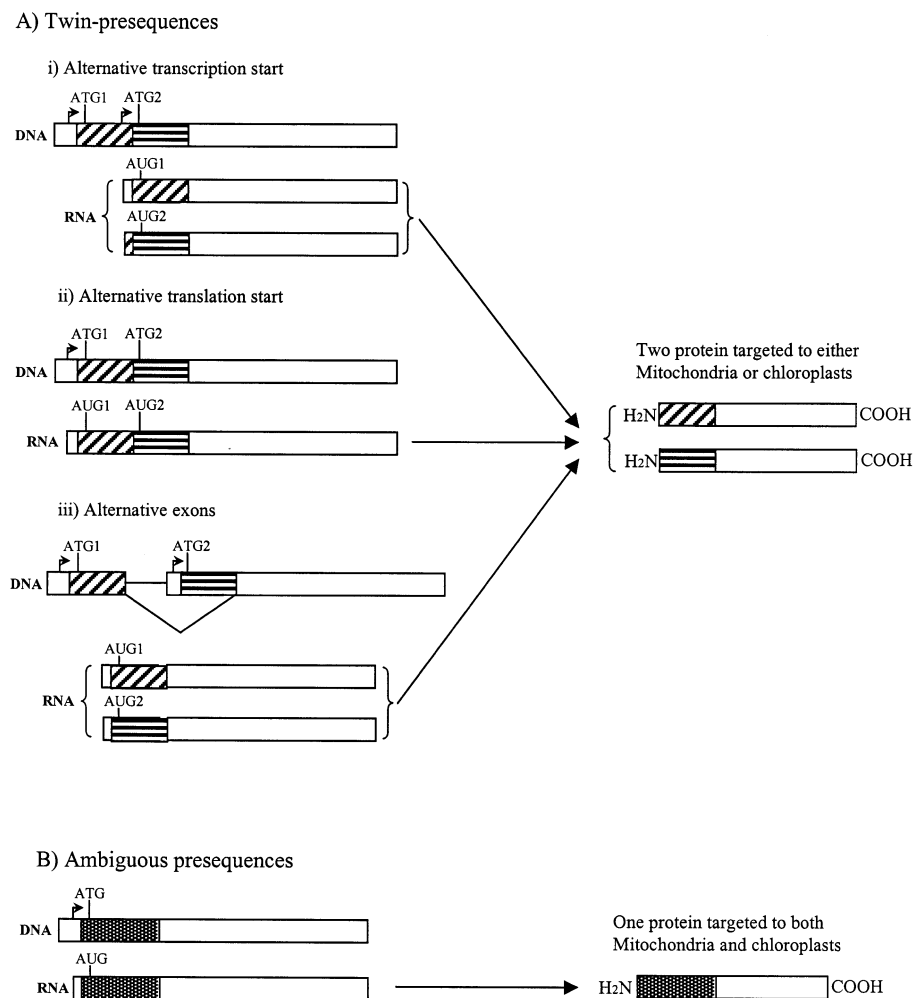 A) Twin-presequences
i) Alternative transcription start
ATG1 ATG2
DNA
AUG1
RNA
AUG2
ii) Alternative translation start
ATG1 ATG2
DNA
AUG1 AUG2
RNA
Two protein targeted to either
Mitochondria or chloroplasts
H2N COOH
H2N COOH
iii) Alternative exons
ATG1 ATG2
DNA
AUG1
RNA
AUG2
B) Ambiguous presequences
ATG
DNA
AUG
RNA
One protein targeted to both
Mitochondria and chloroplasts
H2N COOH